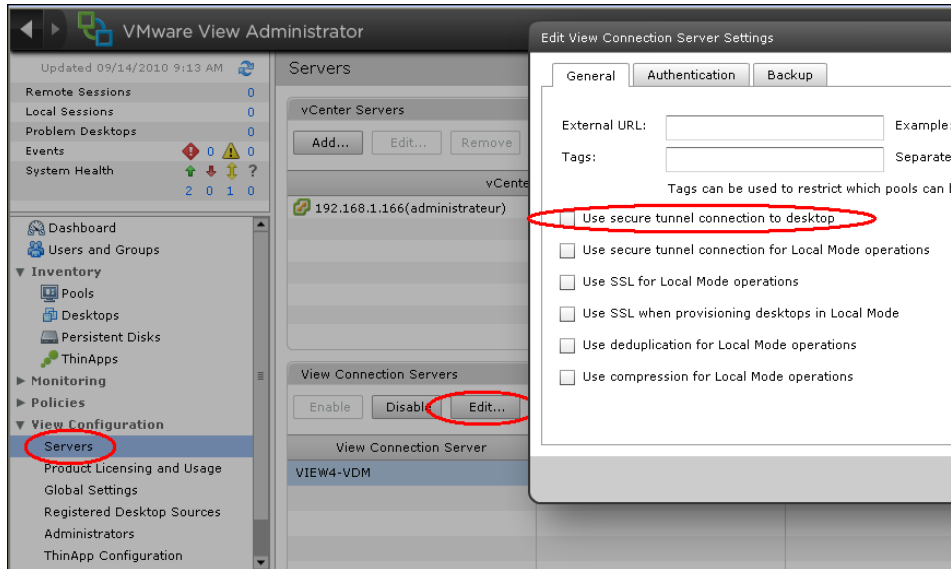 VMware View Administrator
Updated 09/14/2010 9:13 AM
Remote Sessions 0
Local Sessions 0
Problem Desktops 0
Events 0 0
System Health ?
2 0 1 0
Dashboard
Users and Groups
Inventory
Pools
Desktops
Persistent Disks
ThinApps
Monitoring
Policies
View Configuration
Servers
Product Licensing and Usage
Global Settings
Registered Desktop Sources
Administrators
ThinApp Configuration
Servers
vCenter Servers
Add... Edit... Remove
vCente
192.168.1.166(administrateur)
View Connection Servers
Enable Disable Edit...
View Connection Server
VIEW4-VDM
Edit View Connection Server Settings
General Authentication Backup
External URL: Example:
Tags: Separate
Tags can be used to restrict which pools can
Use secure tunnel connection to desktop
Use secure tunnel connection for Local Mode operations
Use SSL for Local Mode operations
Use SSL when provisioning desktops in Local Mode
Use deduplication for Local Mode operations
Use compression for Local Mode operations